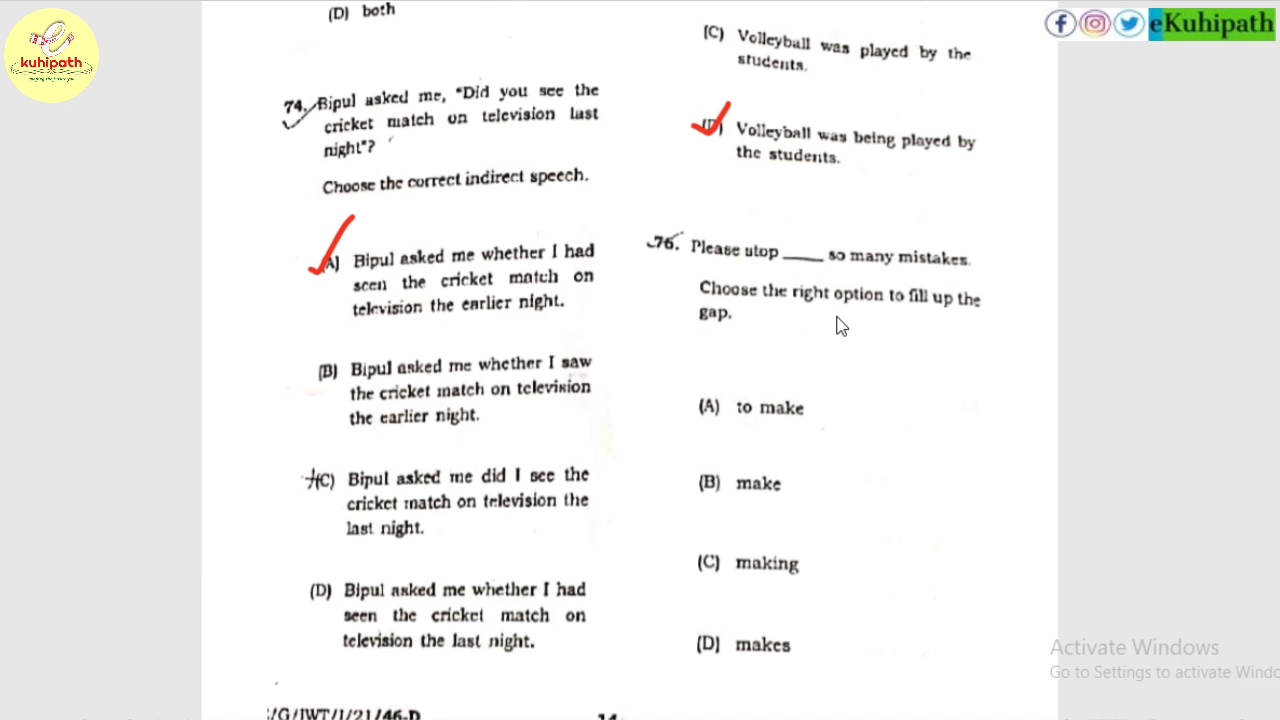 kuhipath
eKuhipath
(D) both
74. Bipul asked me, "Did you see the
cricket match on television last
night"?
Choose the correct indirect speech.
(A) Bipul asked me whether I had
seen the cricket match on
television the earlier night.
(B) Bipul asked me whether I saw
the cricket match on television
the earlier night.
(C) Bipul asked me did I see the
cricket match on television the
last night.
(D) Bipul asked me whether I had
seen the cricket match on
television the last night.
/G/IWT/1/21/46-D
14
(C) Volleyball was played by the
students.
(D) Volleyball was being played by
the students.
76. Please stop ____ so many mistakes.
Choose the right option to fill up the
gap.
(A) to make
(B) make
(C) making
(D) makes
Activate Windows
Go to Settings to activate Windo